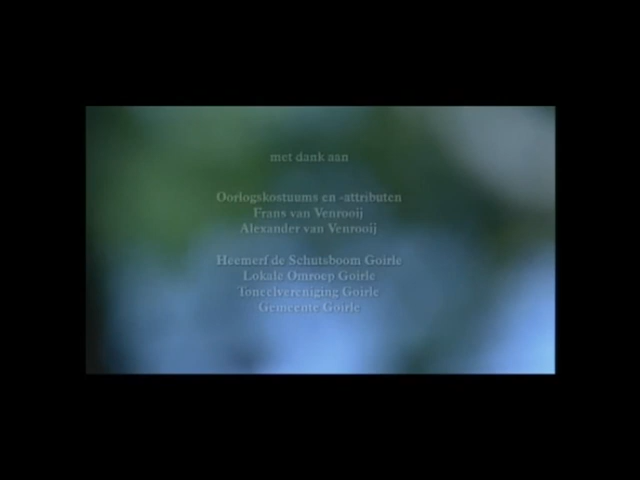 met dank aan
Oorlogskostuums en -attributen
Frans van Venrooij
Alexander van Venrooij
Heemerf de Schutsboom Goirle
Lokale Omroep Goirle
Toneelvereniging Goirle
Gemeente Goirle